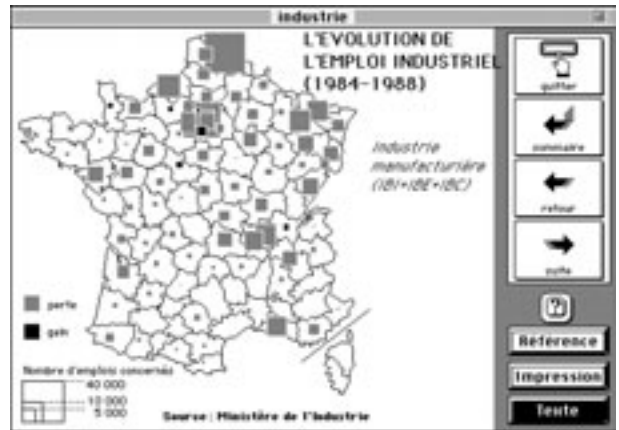 industrie
L'EVOLUTION DE
L'EMPLOI INDUSTRIEL
(1984-1988)
industrie
manufacturière
(IBI+IBE+IBC)
perte
gain
Nombre d'emplois concernés
40 000
10 000
5 000
Source : Ministère de l'Industrie
quitter
sommaire
retour
suite
?
Référence
Impression
Texte